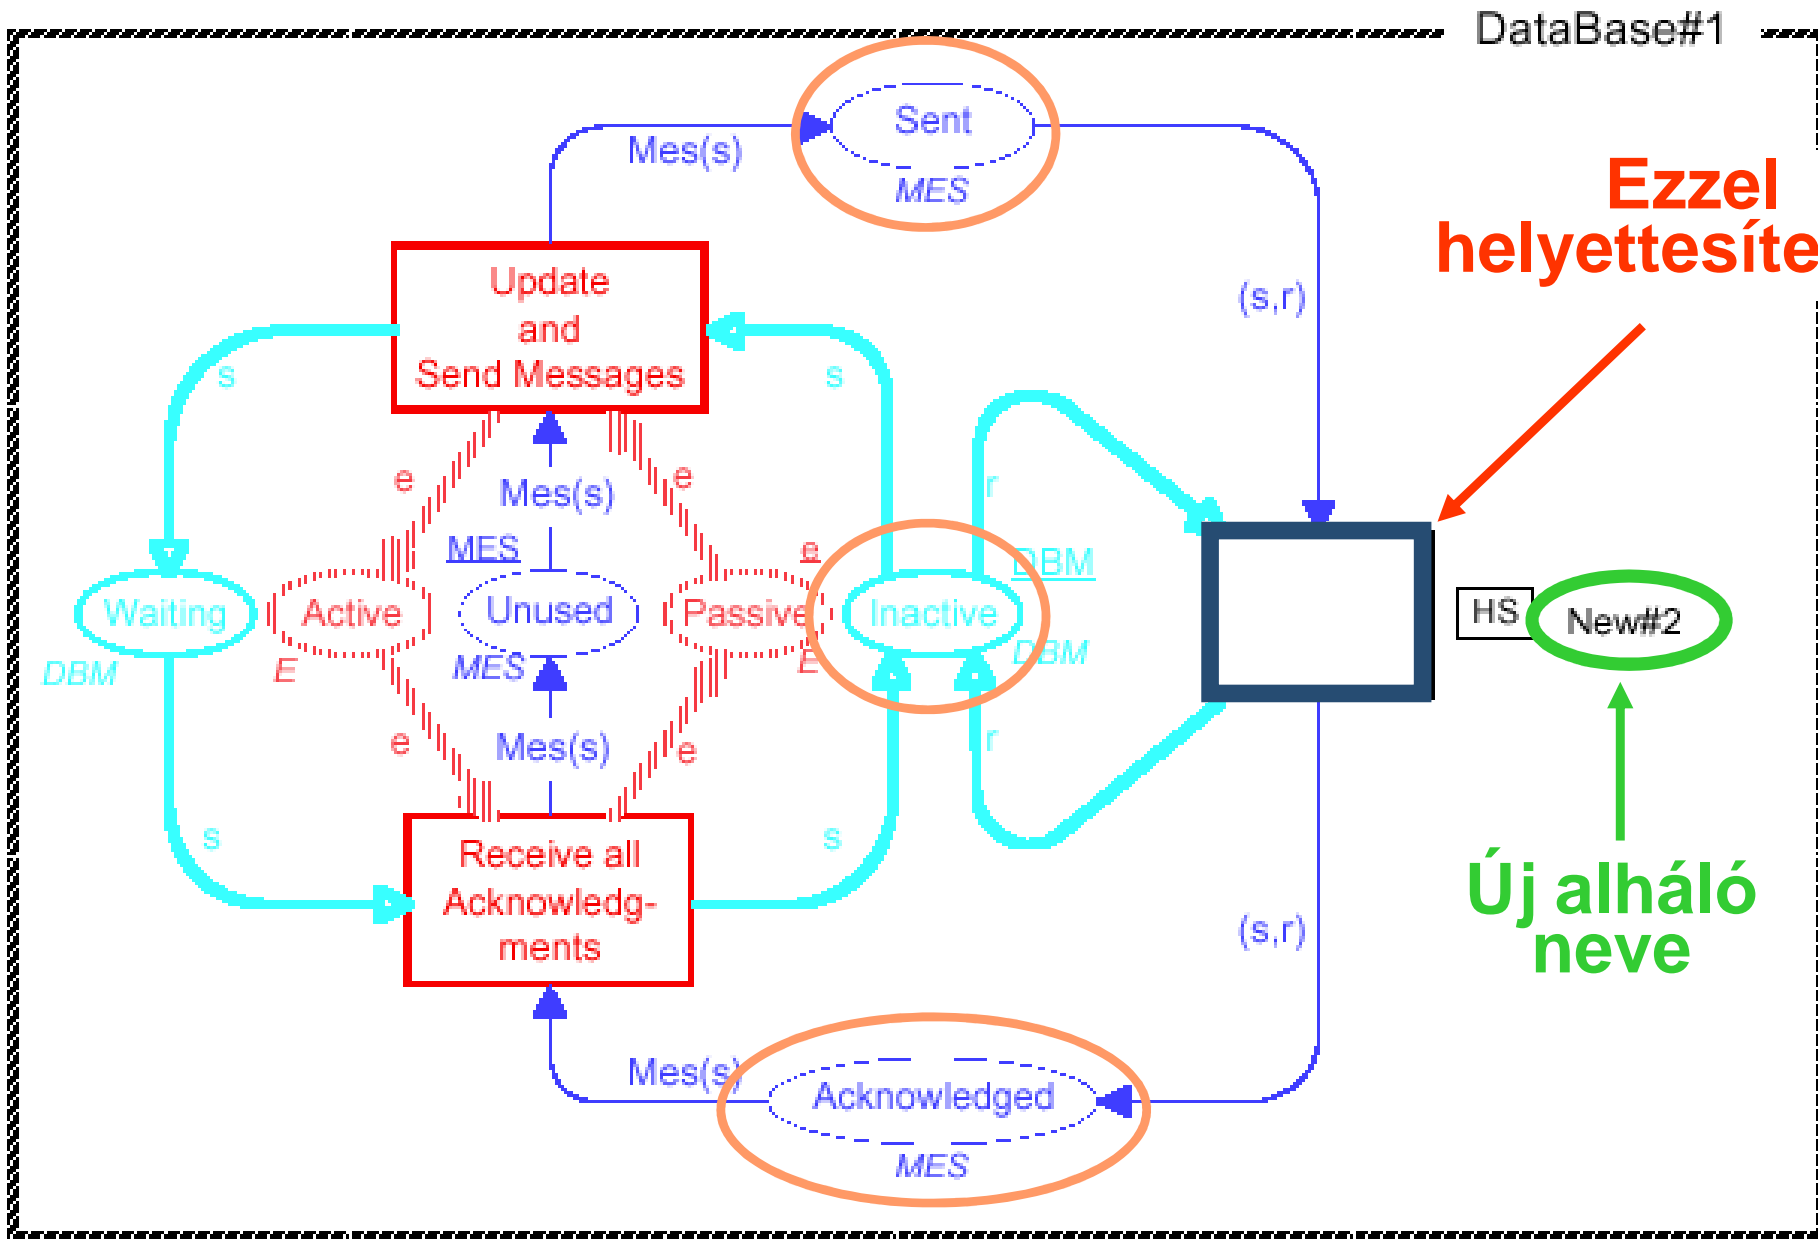 DataBase#1
Sent
Mes(s)
MES
Ezzel
helyettesíte
Update
and
Send Messages
(s,r)
s
s
e
Mes(s)
e
r
MES
e
DBM
Waiting
Active
Unused
Passive
Inactive
HS
New#2
DBM
E
MES
E
DBM
e
Mes(s)
e
r
s
Receive all
Acknowledg-
ments
s
Új alháló
neve
(s,r)
Mes(s)
Acknowledged
MES